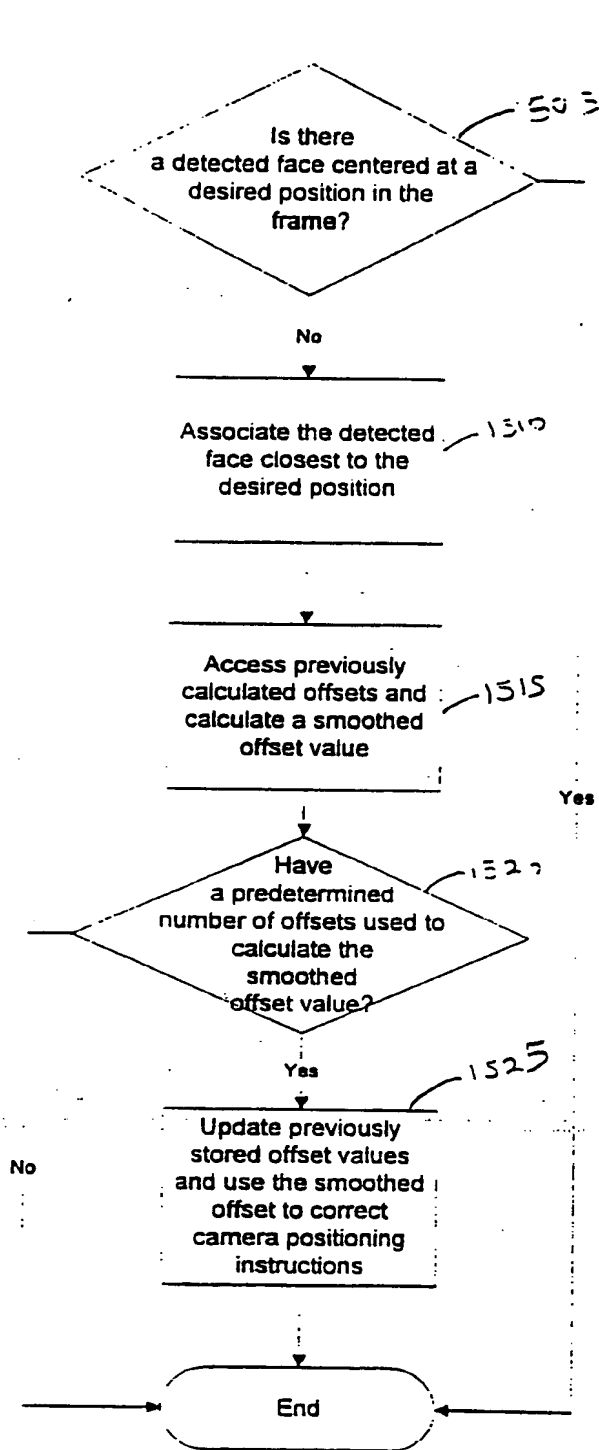 Is there
a detected face centered at a
desired position in the
frame?
No
Associate the detected
face closest to the
desired position
1510
Access previously
calculated offsets and
calculate a smoothed
offset value
1515
Yes
Have
a predetermined
number of offsets used to
calculate the
smoothed
offset value?
Yes
1525
Update previously
stored offset values
and use the smoothed
offset to correct
camera positioning
instructions
No
End